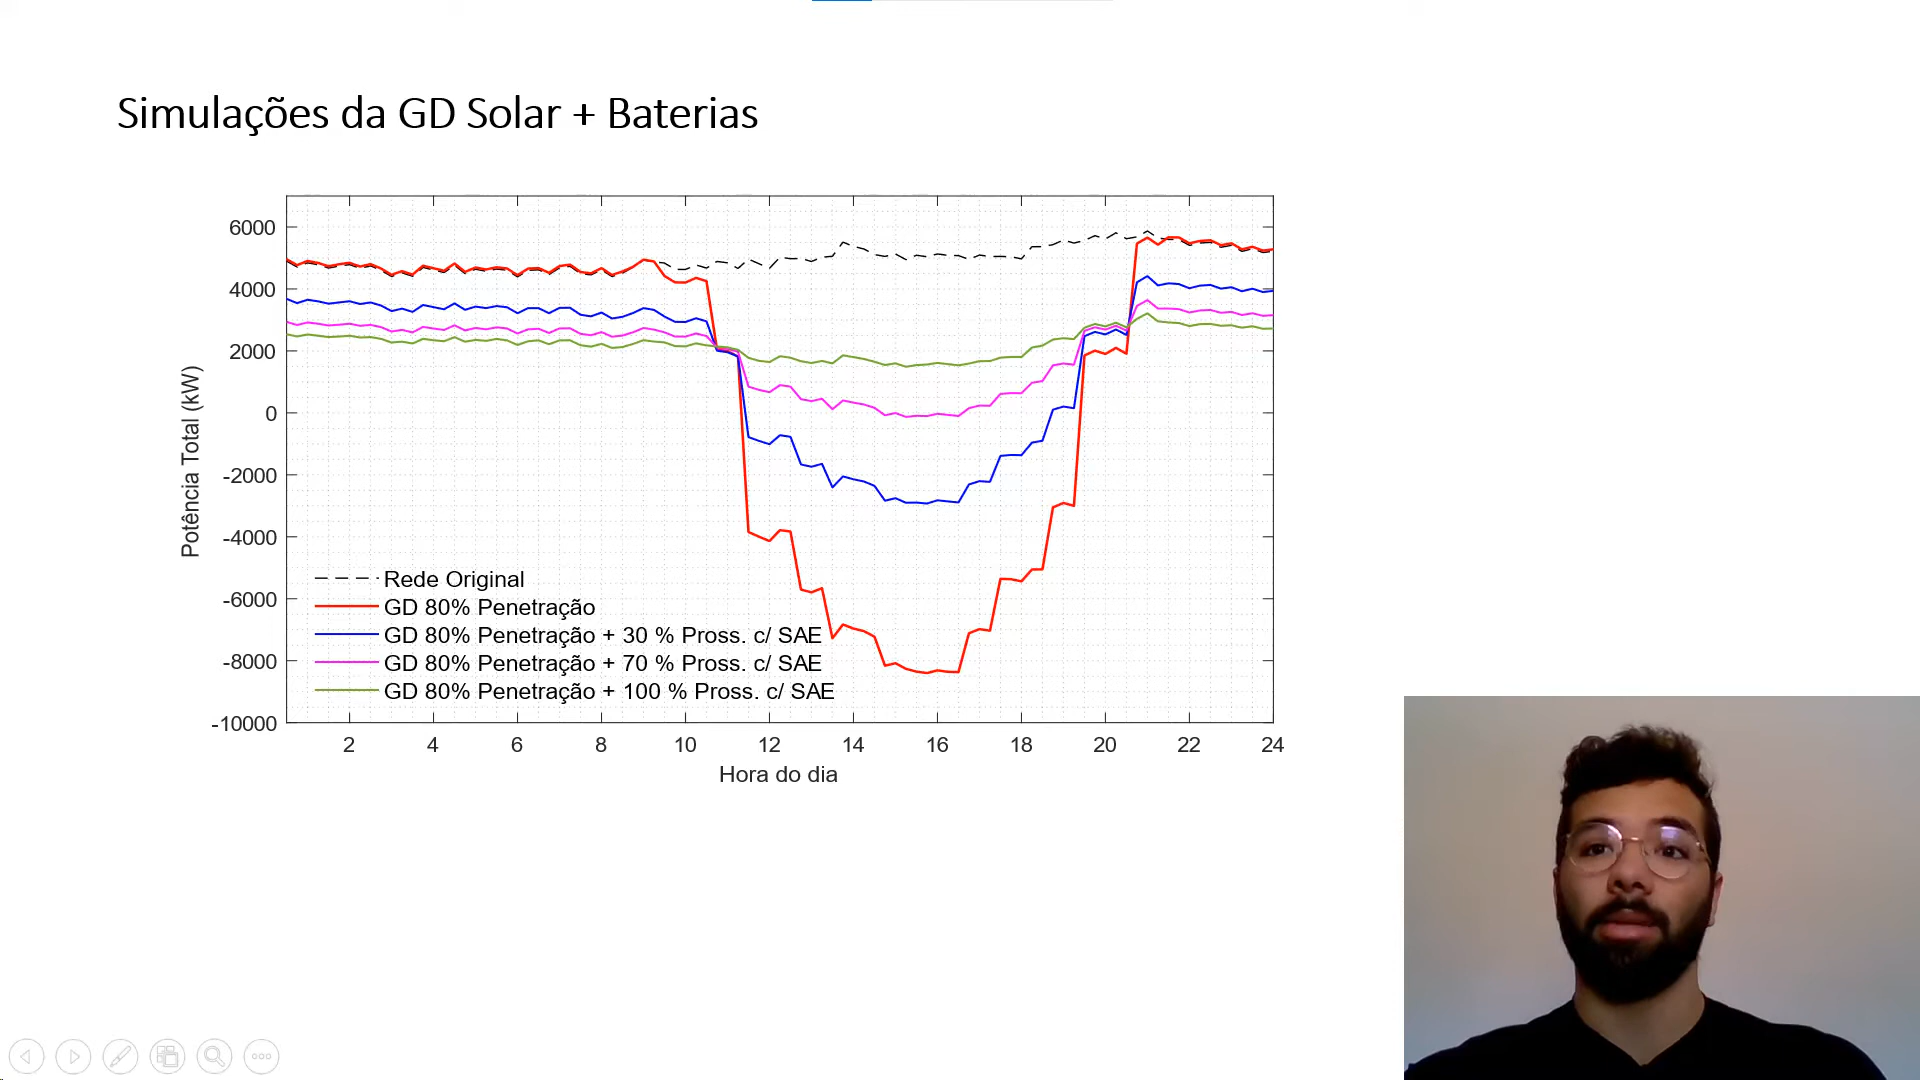 Simulações da GD Solar + Baterias
6000
4000
2000
0
-2000
-4000
-6000
-8000
-10000
Potência Total (kW)
Rede Original
GD 80% Penetração
GD 80% Penetração + 30 % Pross. c/ SAE
GD 80% Penetração + 70 % Pross. c/ SAE
GD 80% Penetração + 100 % Pross. c/ SAE
2 4 6 8 10 12 14 16 18 20 22 24
Hora do dia